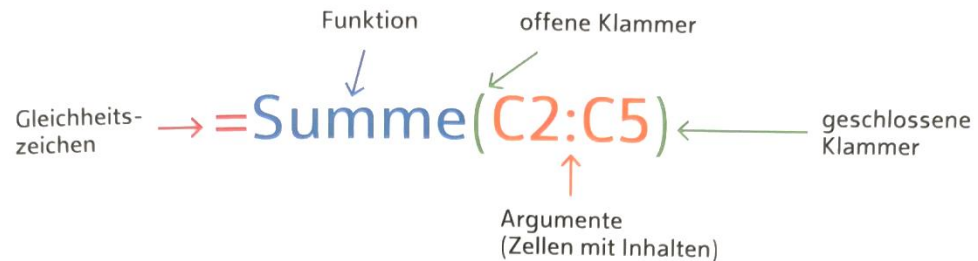 Funktion
offene Klammer
Gleichheits-
zeichen
=Summe(C2:C5)
geschlossene
Klammer
Argumente
(Zellen mit Inhalten)